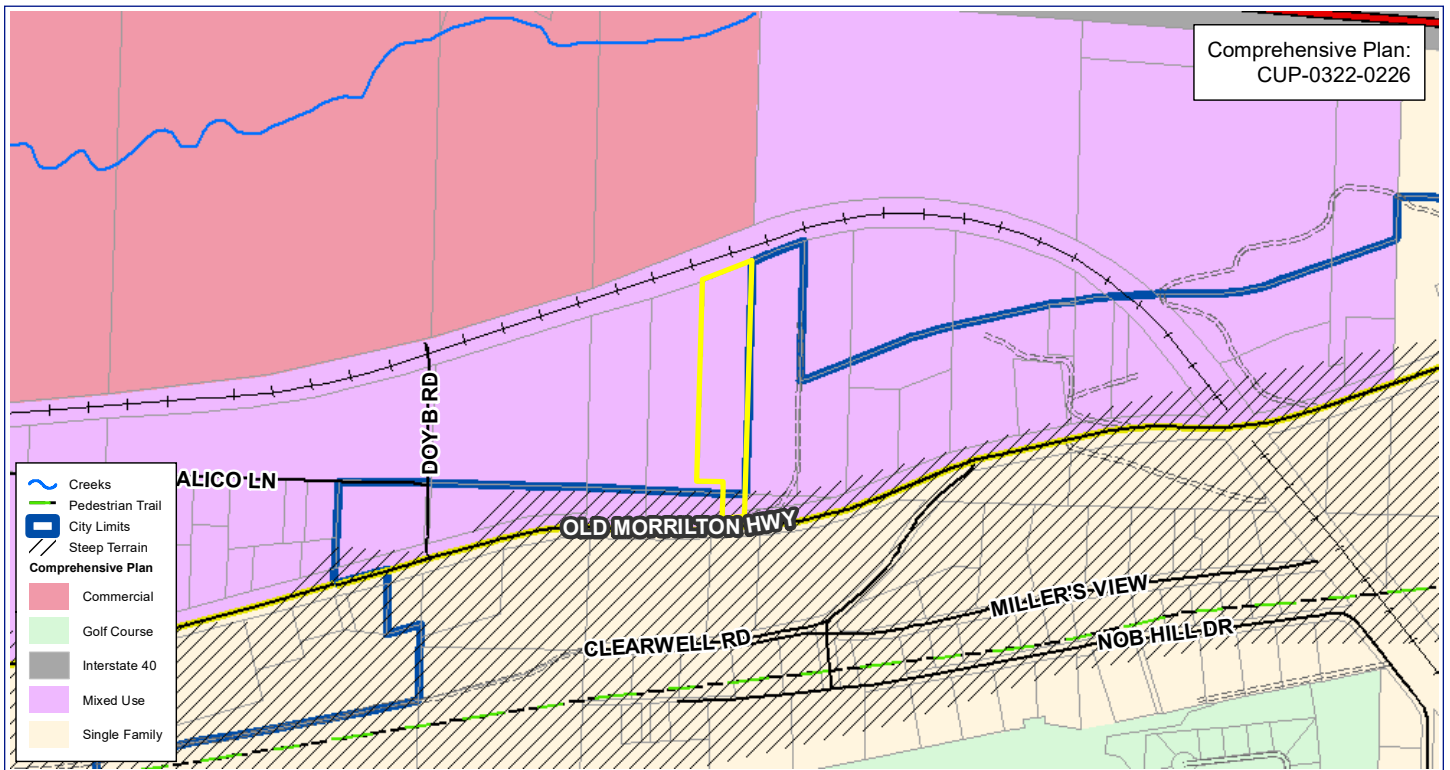 Comprehensive Plan:
CUP-0322-0226
DOY B RD
ALICO LN
OLD MORRILTON HWY
MILLER'S VIEW
CLEARWELL RD
NOB HILL DR
Creeks
Pedestrian Trail
City Limits
Steep Terrain
Comprehensive Plan
Commercial
Golf Course
Interstate 40
Mixed Use
Single Family